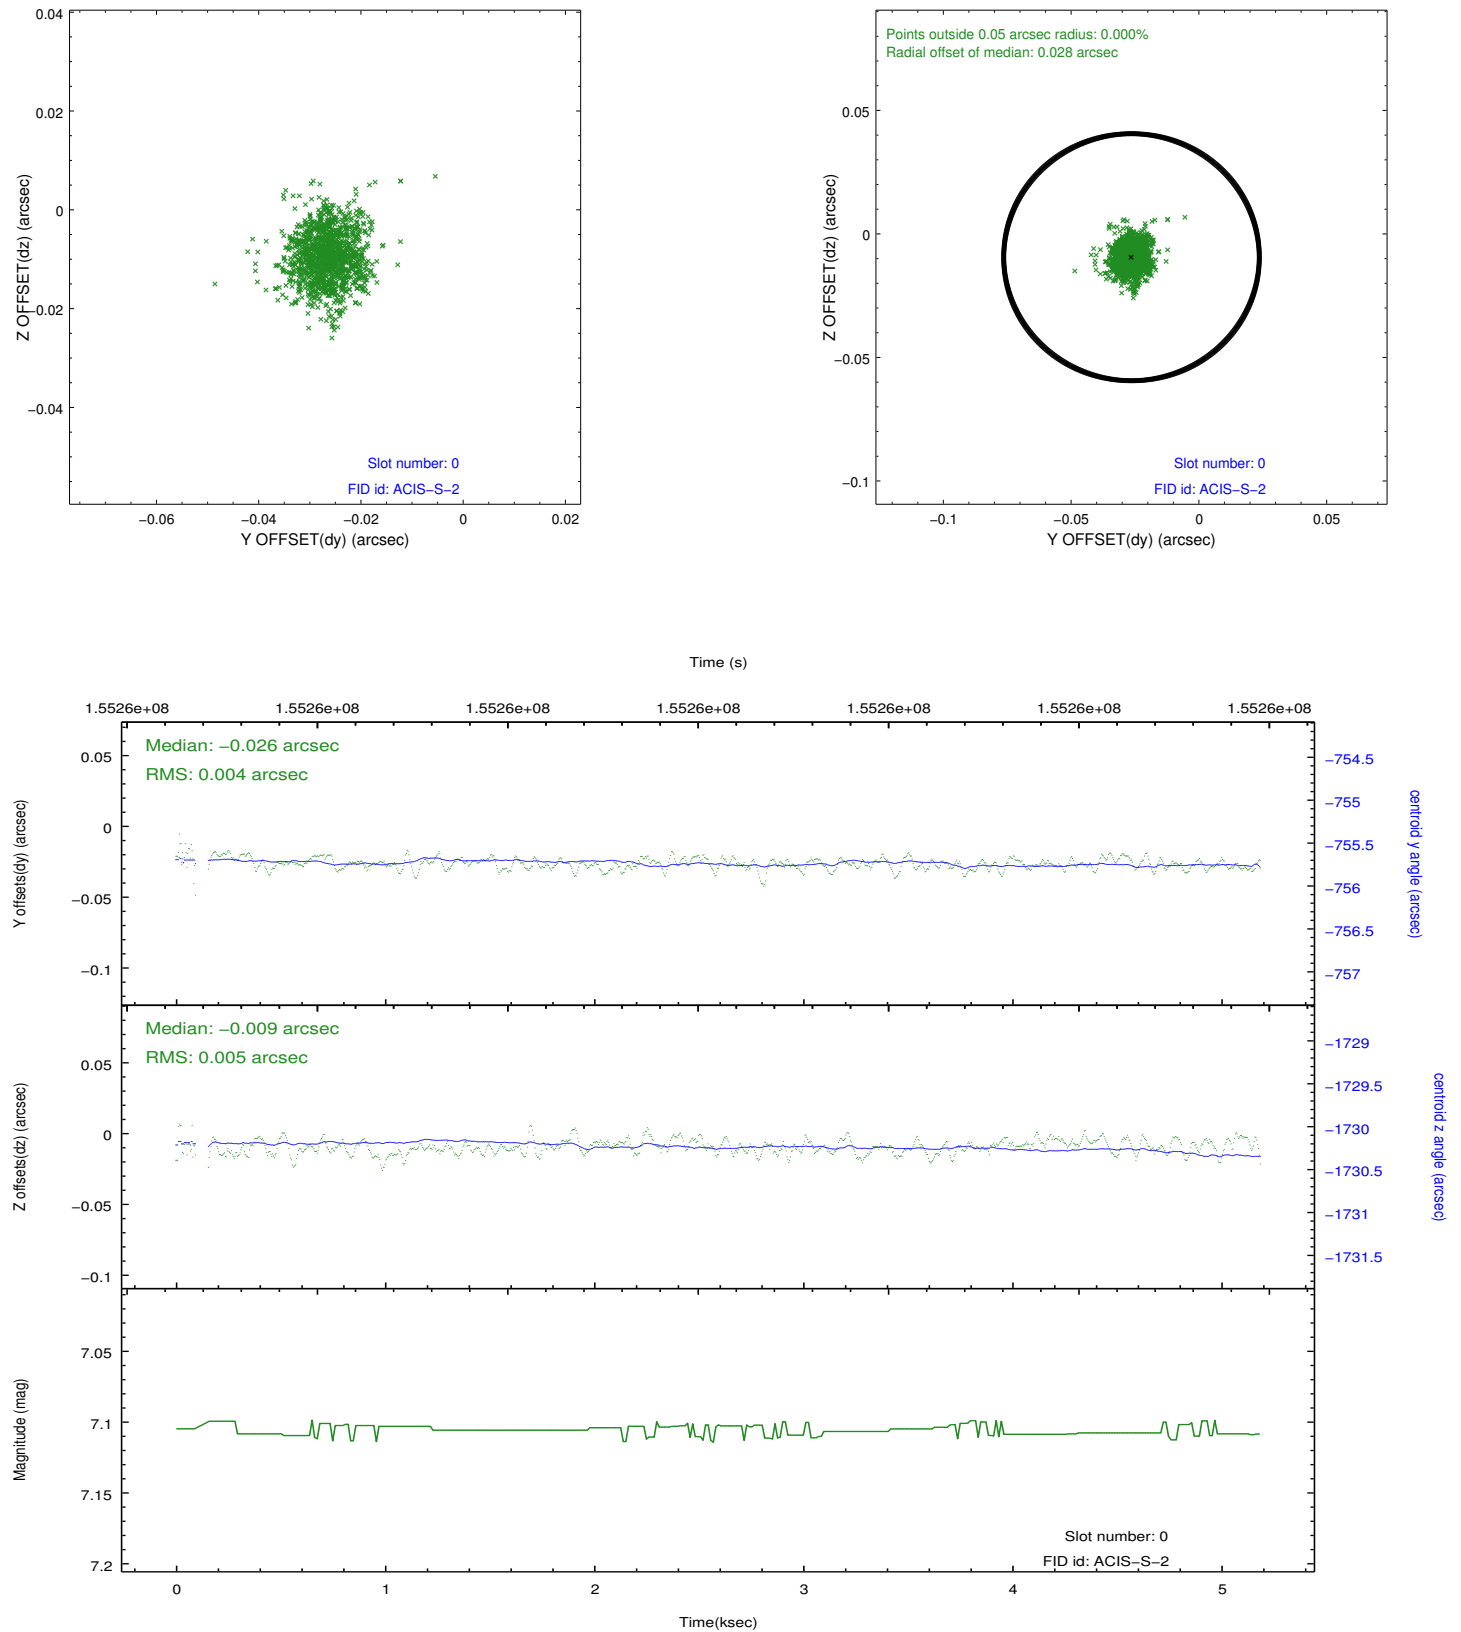 0.04
0.02
0
−0.02
−0.04
Z OFFSET(dz) (arcsec)
Slot number: 0
FID id: ACIS−S−2
−0.06
−0.04
−0.02
0
0.02
Y OFFSET(dy) (arcsec)
Points outside 0.05 arcsec radius: 0.000%
Radial offset of median: 0.028 arcsec
0.05
0
−0.05
−0.1
Z OFFSET(dz) (arcsec)
Slot number: 0
FID id: ACIS−S−2
−0.1
−0.05
0
0.05
Y OFFSET(dy) (arcsec)
Time (s)
1.5526e+08
1.5526e+08
1.5526e+08
1.5526e+08
1.5526e+08
1.5526e+08
1.5526e+08
Median: −0.026 arcsec
RMS: 0.004 arcsec
0.05
0
−0.05
−0.1
Y offsets(dy) (arcsec)
−754.5
−755
−755.5
−756
−756.5
−757
centroid y angle (arcsec)
Median: −0.009 arcsec
RMS: 0.005 arcsec
0.05
0
−0.05
−0.1
Z offsets(dz) (arcsec)
−1729
−1729.5
−1730
−1730.5
−1731
−1731.5
centroid z angle (arcsec)
7.05
7.1
7.15
7.2
Magnitude (mag)
Slot number: 0
FID id: ACIS−S−2
0
1
2
3
4
5
Time(ksec)